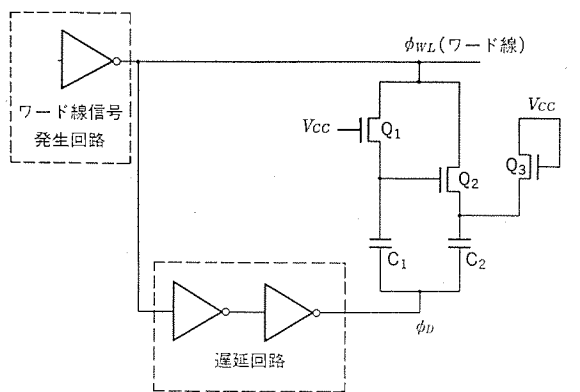 φWL(ワード線)
ワード線信号
発生回路
VCC
Q1
Q2
VCC
Q3
C1
C2
φD
遅延回路